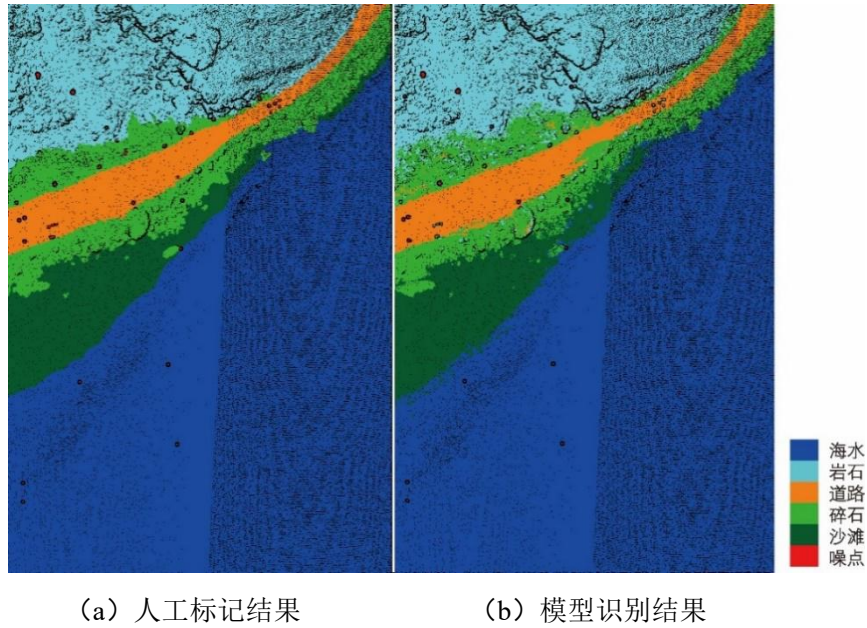 海水
岩石
道路
碎石
沙滩
噪点
（a）人工标记结果
（b）模型识别结果